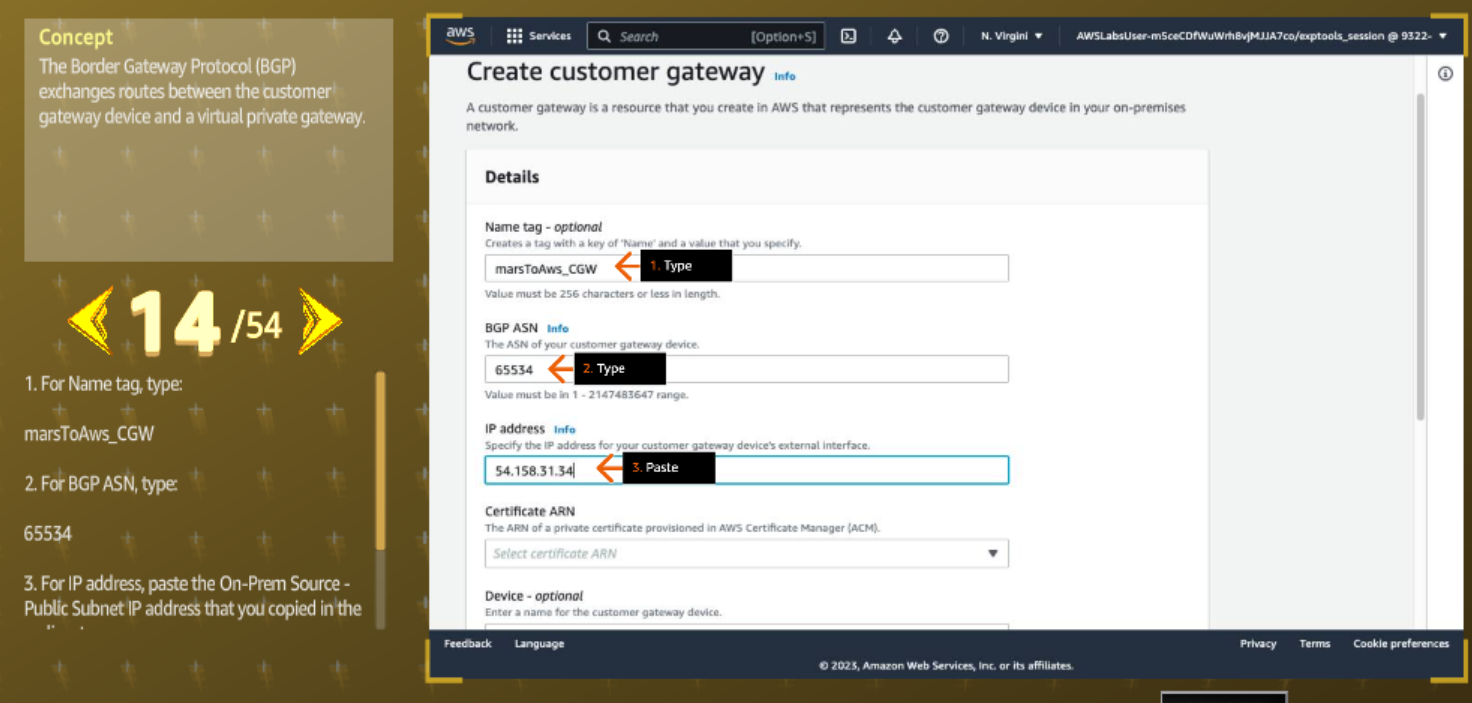 Concept
The Border Gateway Protocol (BGP)
exchanges routes between the customer
gateway device and a virtual private gateway.
14 /54
1. For Name tag, type:
marsToAws_CGW
2. For BGP ASN, type:
65534
3. For IP address, paste the On-Prem Source -
Public Subnet IP address that you copied in the
aws
Services
Search
[Option+S]
N. Virgini
AWSLabsUser-m5ceCDfWuWrh8vjMJJA7co/exptools_session @ 9322-
Create customer gateway Info
A customer gateway is a resource that you create in AWS that represents the customer gateway device in your on-premises
network.
Details
Name tag - optional
Creates a tag with a key of 'Name' and a value that you specify.
marsToAws_CGW
1. Type
Value must be 256 characters or less in length.
BGP ASN Info
The ASN of your customer gateway device.
65534
2. Type
Value must be in 1 - 2147483647 range.
IP address Info
Specify the IP address for your customer gateway device's external interface.
54.158.31.34
3. Paste
Certificate ARN
The ARN of a private certificate provisioned in AWS Certificate Manager (ACM).
Select certificate ARN
Device - optional
Enter a name for the customer gateway device.
Feedback
Language
Privacy
Terms
Cookie preferences
© 2023, Amazon Web Services, Inc. or its affiliates.